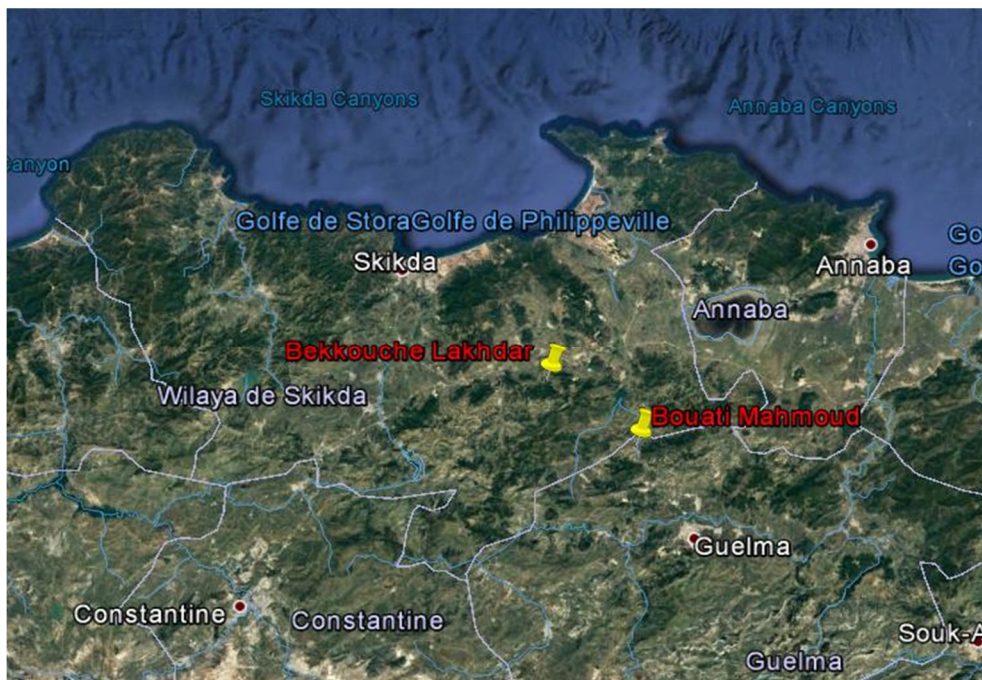 Skikda Canyons
Annaba Canyons
Canyon
Golfe de StoraGolfe de Philippeville
Go
Skikda
Annaba
Go
Annaba
Bekkouche Lakhdar
Wilaya de Skikda
Bouati Mahmoud
Guelma
Constantine
Constantine
Souk-A
Guelma